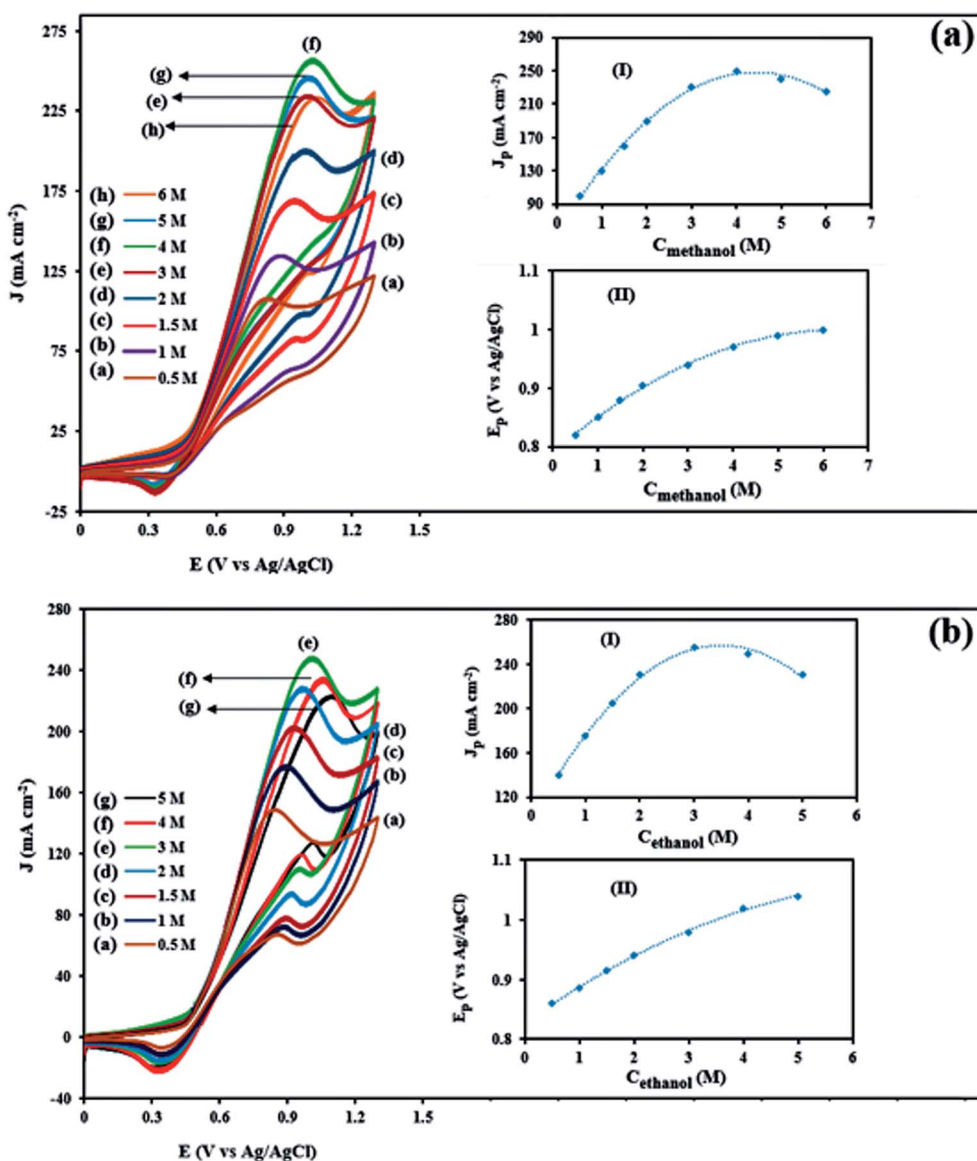 (a)
275
225
175
125
75
25
-25
J (mA cm-2)
(f)
(g)
(e)
(h)
(d)
(c)
(b)
(a)
(h) 6 M
(g) 5 M
(f) 4 M
(e) 3 M
(d) 2 M
(c) 1.5 M
(b) 1 M
(a) 0.5 M
0 0.3 0.6 0.9 1.2 1.5
E (V vs Ag/AgCl)
(I)
290
250
210
170
130
90
Jp (mA cm-2)
0 1 2 3 4 5 6 7
Cmethanol (M)
(II)
1.1
1
0.9
0.8
Ep (V vs Ag/AgCl)
0 1 2 3 4 5 6 7
Cmethanol (M)
(b)
280
240
200
160
120
80
40
0
-40
J (mA cm-2)
(e)
(f)
(g)
(d)
(c)
(b)
(a)
(g) 5 M
(f) 4 M
(e) 3 M
(d) 2 M
(c) 1.5 M
(b) 1 M
(a) 0.5 M
0 0.3 0.6 0.9 1.2 1.5
E (V vs Ag/AgCl)
(I)
290
260
230
200
180
140
120
Jp (mA cm-2)
0 1 2 3 4 5 6
Cethanol (M)
(II)
1.1
1
0.9
0.8
Ep (V vs Ag/AgCl)
0 1 2 3 4 5 6
Cethanol (M)